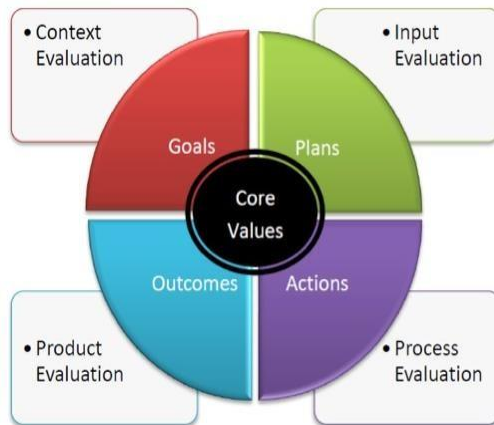 • Context
Evaluation
• Input
Evaluation
Goals
Plans
Core
Values
Outcomes
Actions
• Product
Evaluation
• Process
Evaluation